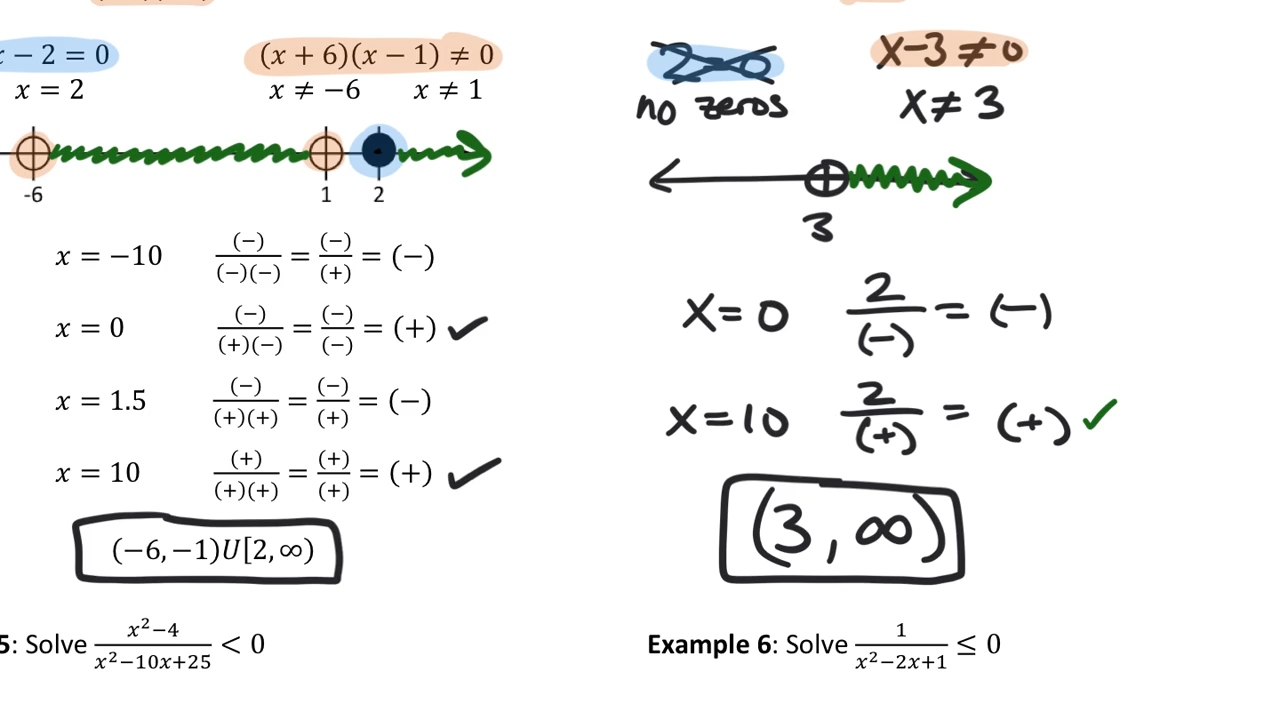 x − 2 = 0
(x + 6)(x − 1) ≠ 0
x = 2
x ≠ −6 x ≠ 1
-6 1 2
x = −10 (−)/(−)(−) = (−)/(+) = (−)
x = 0 (−)/(+)(−) = (−)/(−) = (+) ✓
x = 1.5 (−)/(+)(+) = (−)/(+) = (−)
x = 10 (+)/(+)(+) = (+)/(+) = (+) ✓
(−6, −1)U[2, ∞)
5: Solve x²−4/x²−10x+25 < 0
2=0
x−3 ≠ 0
no zeros
x ≠ 3
3
x=0 2/(−) = (−)
x=10 2/(+) = (+) ✓
(3, ∞)
Example 6: Solve 1/x²−2x+1 ≤ 0